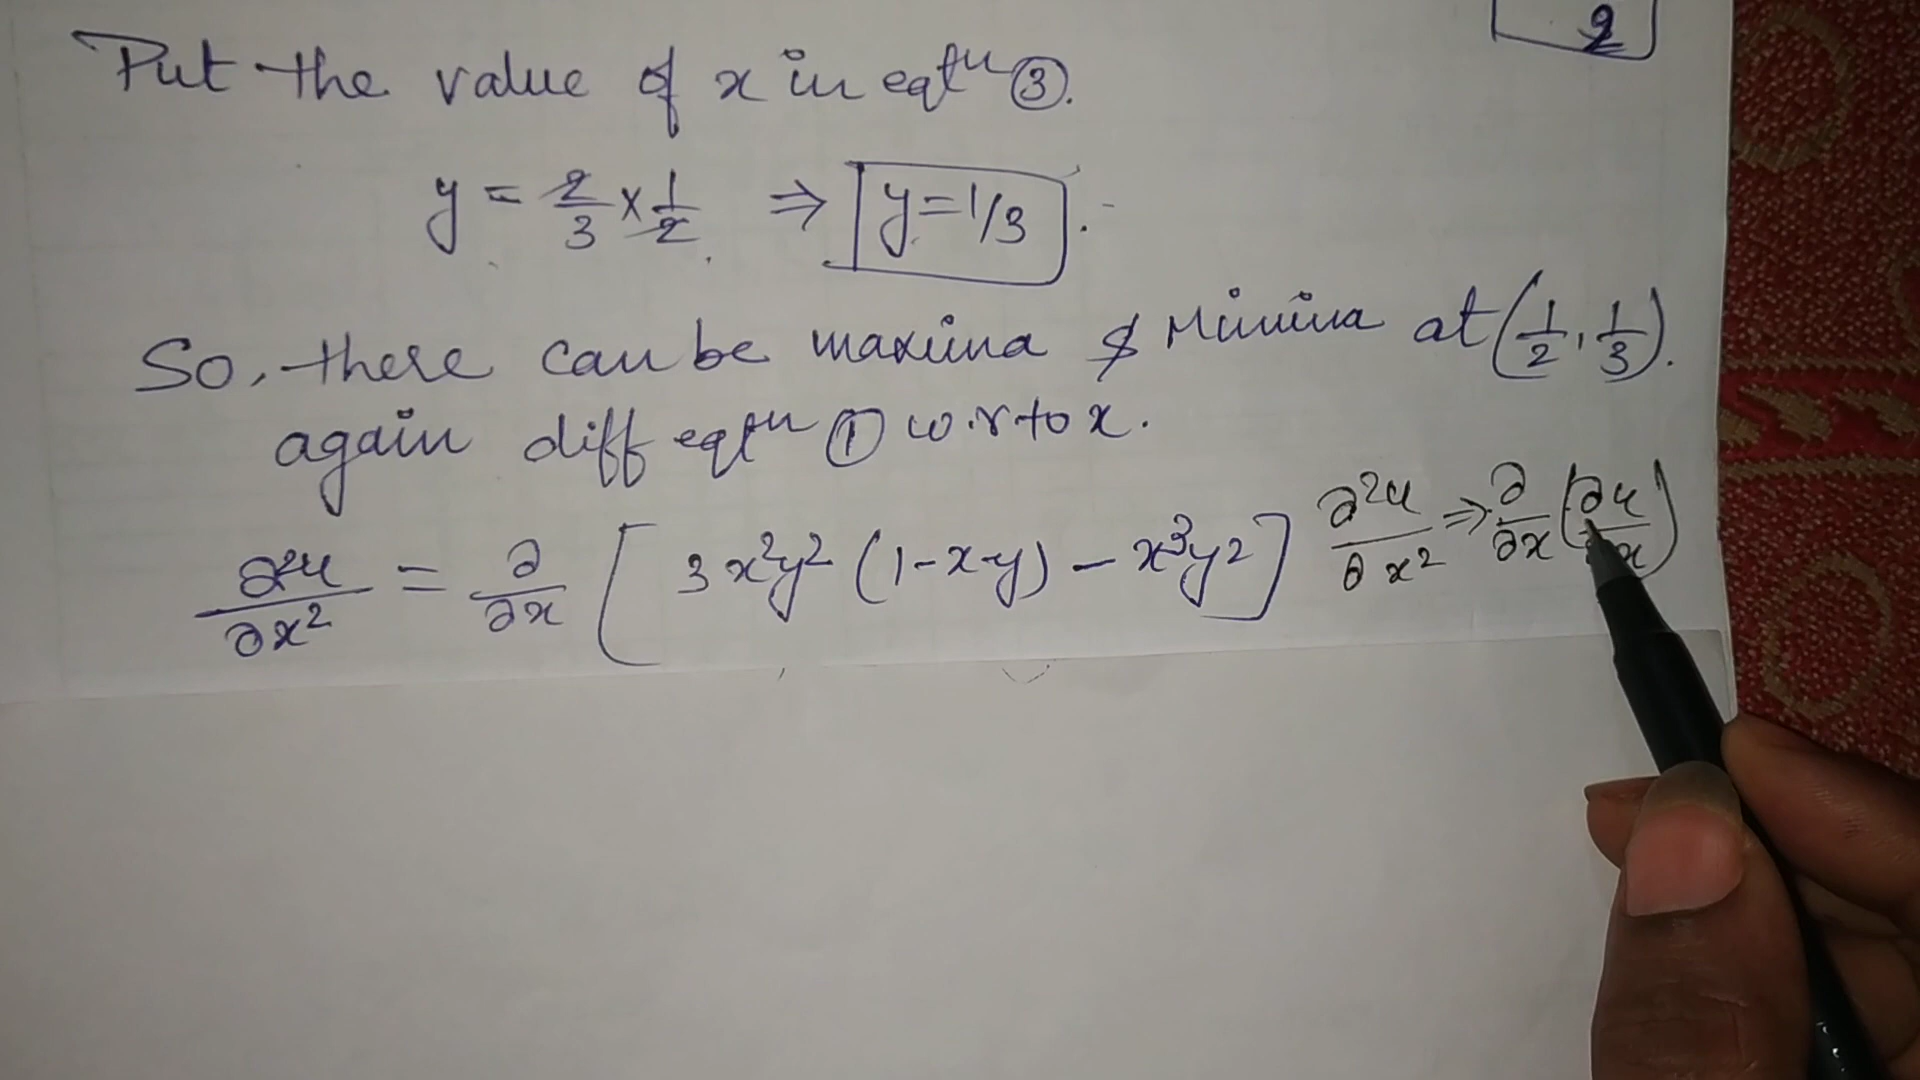 2
Put the value of x in eqtn ③.
y = 2/3 × 1/2 ⇒ y=1/3.
So, there can be maxima & Minima at (1/2, 1/3).
again diff eqtn ① w.r to x.
∂²u/∂x² = ∂/∂x [3x²y² (1-x-y) - x³y²] ∂²u/∂x² ⇒ ∂/∂x (∂u/∂x)